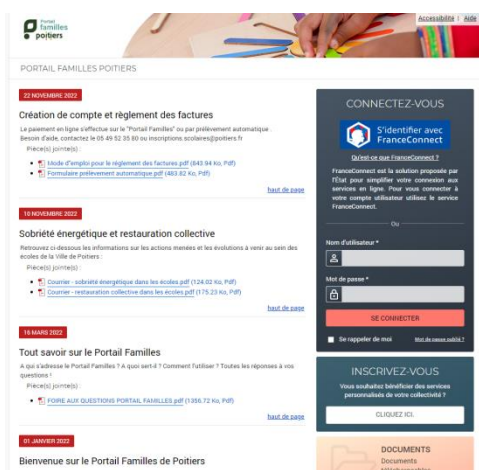 Portail
familles
poitiers
Accessibilité | Aide
PORTAIL FAMILLES POITIERS
22 NOVEMBRE 2022
Création de compte et règlement des factures
Le paiement en ligne s'effectue sur le "Portail Familles" ou par prélèvement automatique
Besoin d'aide, contactez le 05 49 52 35 80 ou inscriptions.scolaires@poitiers.fr
Pièce(s) jointe(s) :
Mode d'emploi pour le règlement des factures.pdf (843.94 Ko, Pdf)
Formulaire prélèvement automatique.pdf (483.82 Ko, Pdf)
haut de page
10 NOVEMBRE 2022
Sobriété énergétique et restauration collective
Retrouvez ci-dessous les informations sur les actions menées et les évolutions à venir au sein des
écoles de la Ville de Poitiers :
Pièce(s) jointe(s) :
Courrier - sobriété énergétique dans les écoles.pdf (124.02 Ko, Pdf)
Courrier - restauration collective dans les écoles.pdf (175.23 Ko, Pdf)
haut de page
16 MARS 2022
Tout savoir sur le Portail Familles
A qui s'adresse le Portail Familles ? A quoi sert-il ? Comment l'utiliser ? Toutes les réponses à vos
questions !
Pièce(s) jointe(s) :
FOIRE AUX QUESTIONS PORTAIL FAMILLES.pdf (1356.72 Ko, Pdf)
haut de page
01 JANVIER 2022
Bienvenue sur le Portail Familles de Poitiers
CONNECTEZ-VOUS
S'identifier avec
FranceConnect
Qu'est-ce que FranceConnect ?
FranceConnect est la solution proposée par
l'État pour simplifier votre connexion aux
services en ligne. Pour vous connecter à
votre compte utilisateur utilisez le service
FranceConnect.
Ou
Nom d'utilisateur *
Mot de passe *
SE CONNECTER
Se rappeler de moi Mot de passe oublié ?
INSCRIVEZ-VOUS
Vous souhaitez bénéficier des services
personnalisés de votre collectivité ?
CLIQUEZ ICI.
DOCUMENTS
Documents